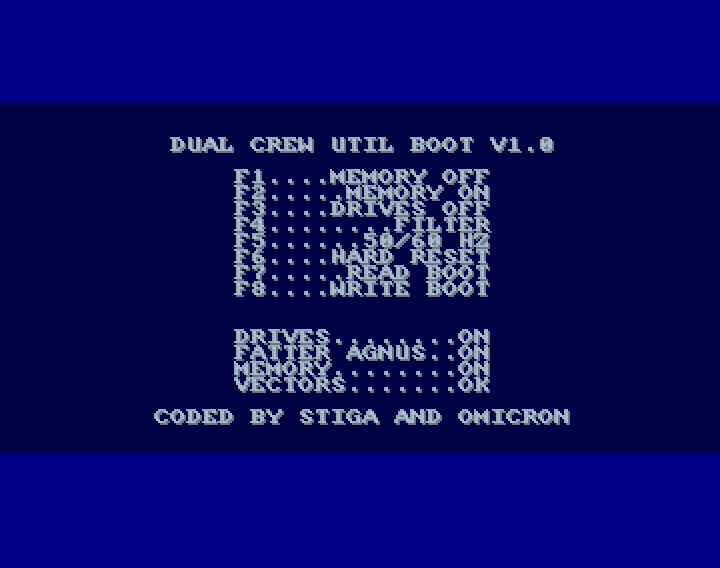 DUAL CREW UTIL BOOT V1.0
F1....MEMORY OFF
F2.....MEMORY ON
F3....DRIVES OFF
F4........FILTER
F5......50/60 HZ
F6....HARD RESET
F7.....READ BOOT
F8....WRITE BOOT
DRIVES........ON
FATTER AGNUS..ON
MEMORY........ON
VECTORS.......OK
CODED BY STIGA AND OMICRON